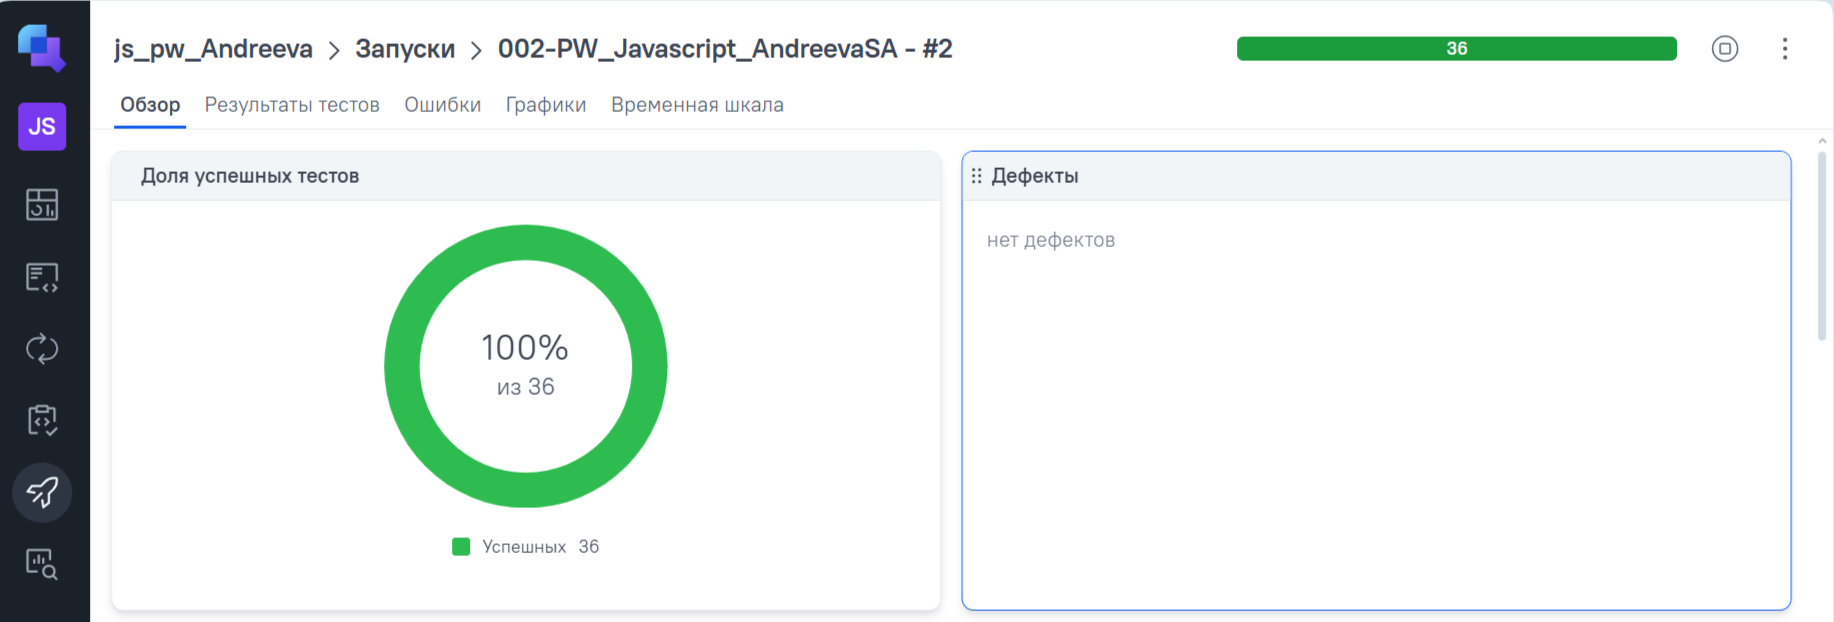 js_pw_Andreeva > Запуски > 002-PW_Javascript_AndreevaSA - #2
36
JS
Обзор Результаты тестов Ошибки Графики Временная шкала
Доля успешных тестов
100%
из 36
Успешных 36
Дефекты
нет дефектов